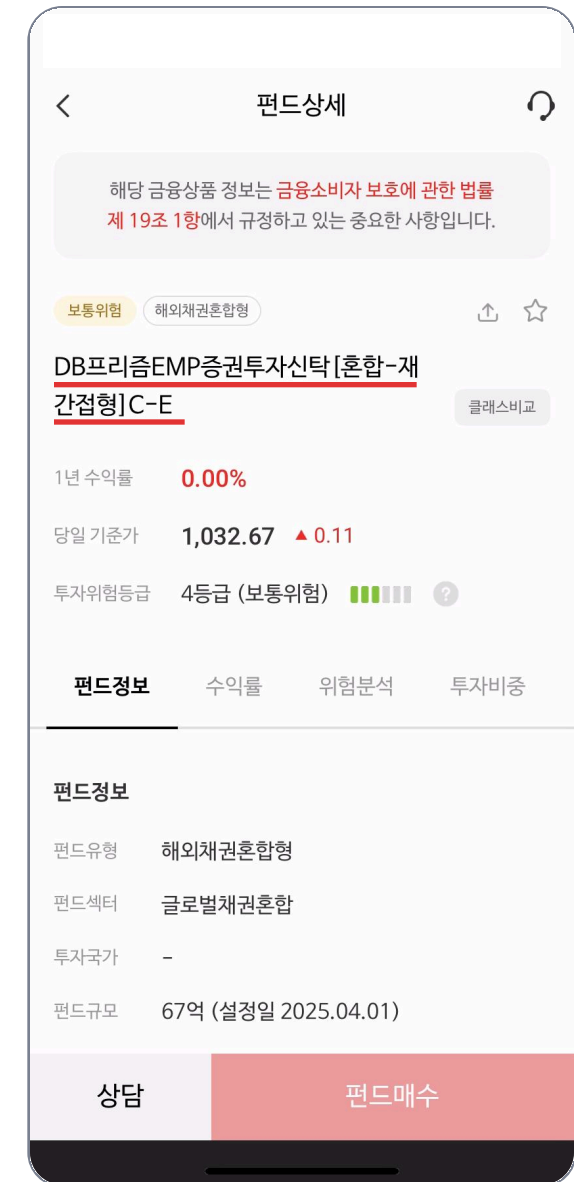 펀드상세
해당 금융상품 정보는 금융소비자 보호에 관한 법률
제 19조 1항에서 규정하고 있는 중요한 사항입니다.
보통위험 해외채권혼합형
DB프리즘EMP증권투자신탁[혼합-재
간접형]C-E
클래스비교
1년 수익률 0.00%
당일 기준가 1,032.67 ▲ 0.11
투자위험등급 4등급 (보통위험) ?
펀드정보 수익률 위험분석 투자비중
펀드정보
펀드유형 해외채권혼합형
펀드섹터 글로벌채권혼합
투자국가 -
펀드규모 67억 (설정일 2025.04.01)
상담 펀드매수